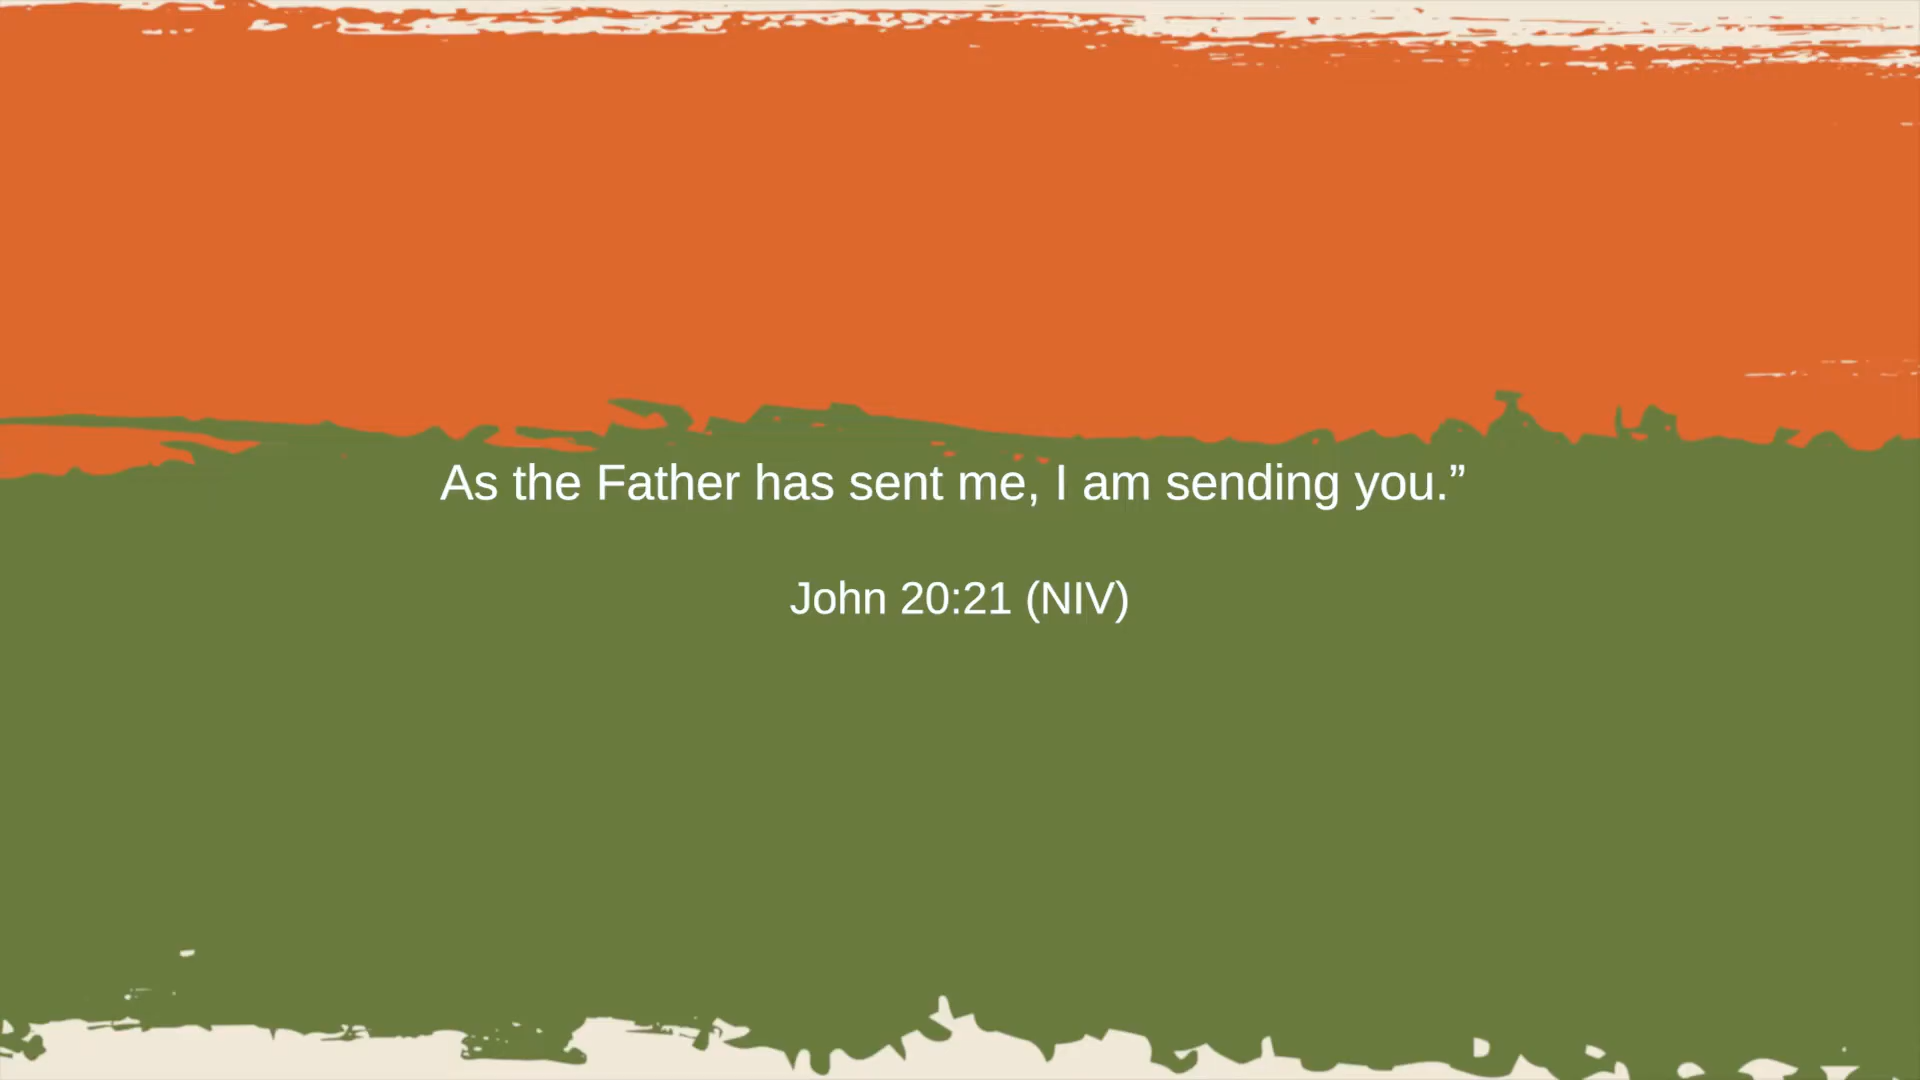 As the Father has sent me, I am sending you.”
John 20:21 (NIV)